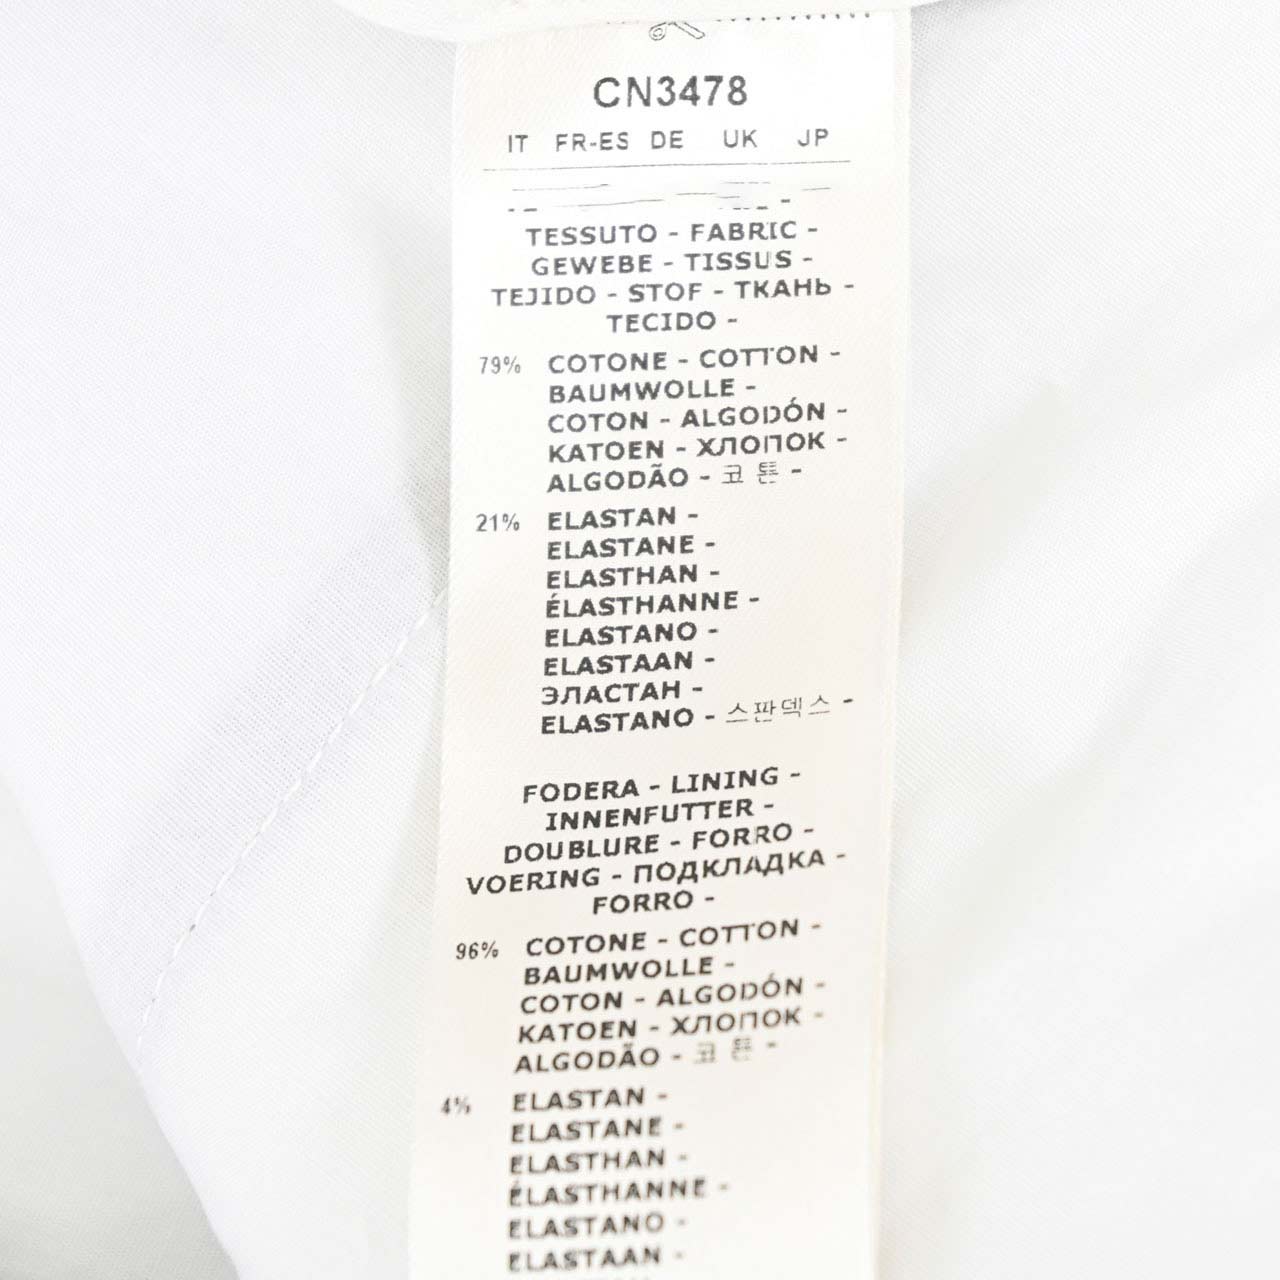 CN3478
IT FR-ES DE UK JP
TESSUTO - FABRIC -
GEWEBE - TISSUS -
TEJIDO - STOF - ТКАНЬ -
TECIDO -
79% COTONE - COTTON -
BAUMWOLLE -
COTON - ALGODÓN -
KATOEN - ХЛОПОК -
ALGODÃO - 코튼 -
21% ELASTAN -
ELASTANE -
ELASTHAN -
ÉLASTHANNE -
ELASTANO -
ELASTAAN -
ЭЛАСТАН -
ELASTANO - 스판덱스 -
FODERA - LINING -
INNENFUTTER -
DOUBLURE - FORRO -
VOERING - ПОДКЛАДКА -
FORRO -
96% COTONE - COTTON -
BAUMWOLLE -
COTON - ALGODÓN -
KATOEN - ХЛОПОК -
ALGODÃO - 코튼 -
4% ELASTAN -
ELASTANE -
ELASTHAN -
ÉLASTHANNE -
ELASTANO -
ELASTAAN -